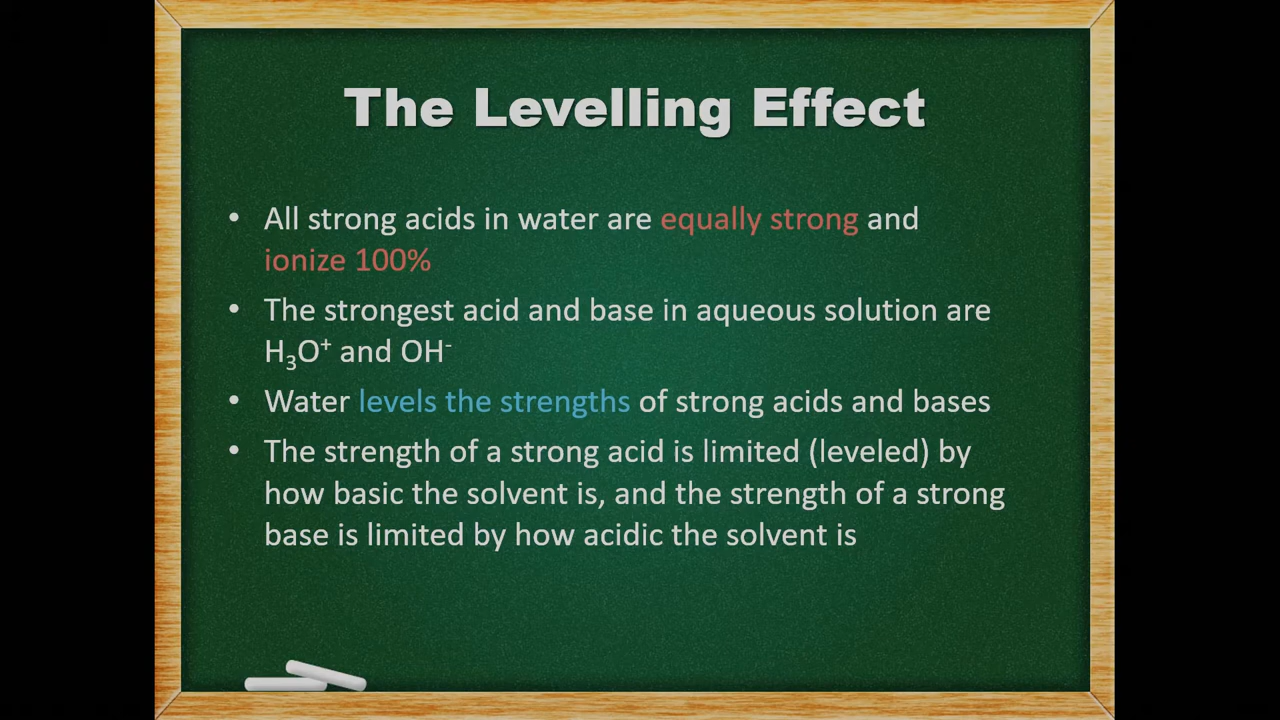 The Levelling Effect
• All strong acids in water are equally strong and
ionize 100%
• The strongest acid and base in aqueous solution are
H₃O⁺ and OH⁻
• Water levels the strengths of strong acids and bases
• The strength of a strong acid is limited (leveled) by
how basic the solvent is, and the strength of a strong
base is limited by how acidic the solvent is